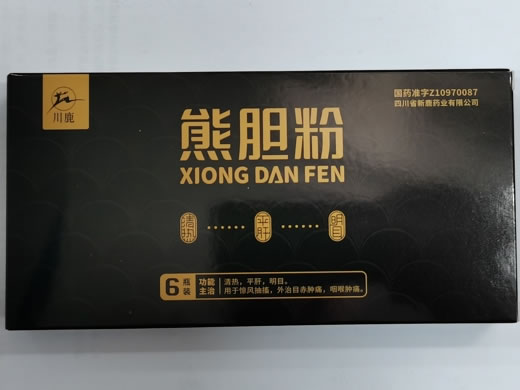 川鹿
国药准字Z10970087
四川省新鹿药业有限公司
熊胆粉
XIONG DAN FEN
清热 平肝 明目
6瓶装
功能主治
清热，平肝，明目。
用于惊风抽搐，外治目赤肿痛，咽喉肿痛。